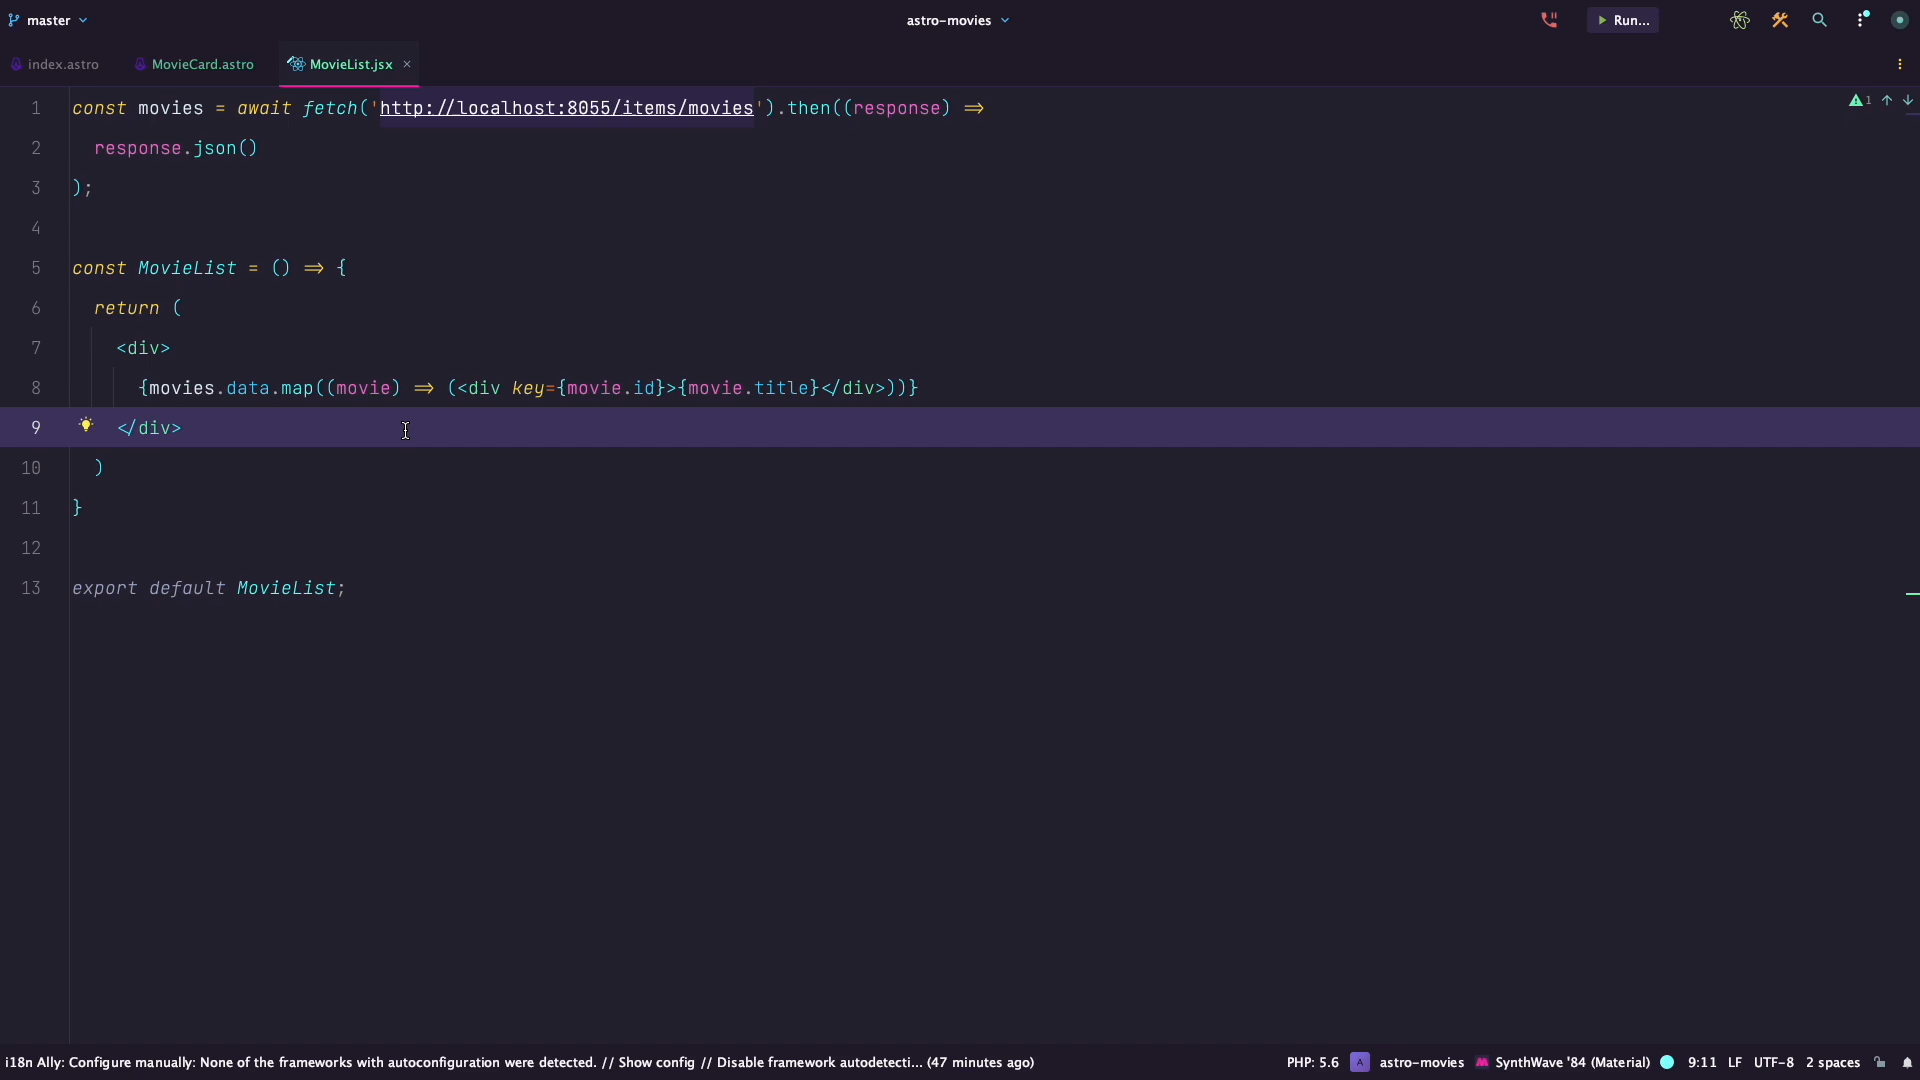 master
astro-movies
Run...
index.astro
MovieCard.astro
MovieList.jsx
1 const movies = await fetch('http://localhost:8055/items/movies').then((response) =>
1
2 response.json()
3 );
4
5 const MovieList = () => {
6 return (
7 <div>
8 {movies.data.map((movie) => (<div key={movie.id}>{movie.title}</div>))}
9 </div>
10 )
11 }
12
13 export default MovieList;
i18n Ally: Configure manually: None of the frameworks with autoconfiguration were detected. // Show config // Disable framework autodetecti... (47 minutes ago)
PHP: 5.6
A
astro-movies
SynthWave '84 (Material)
9:11
LF
UTF-8
2 spaces